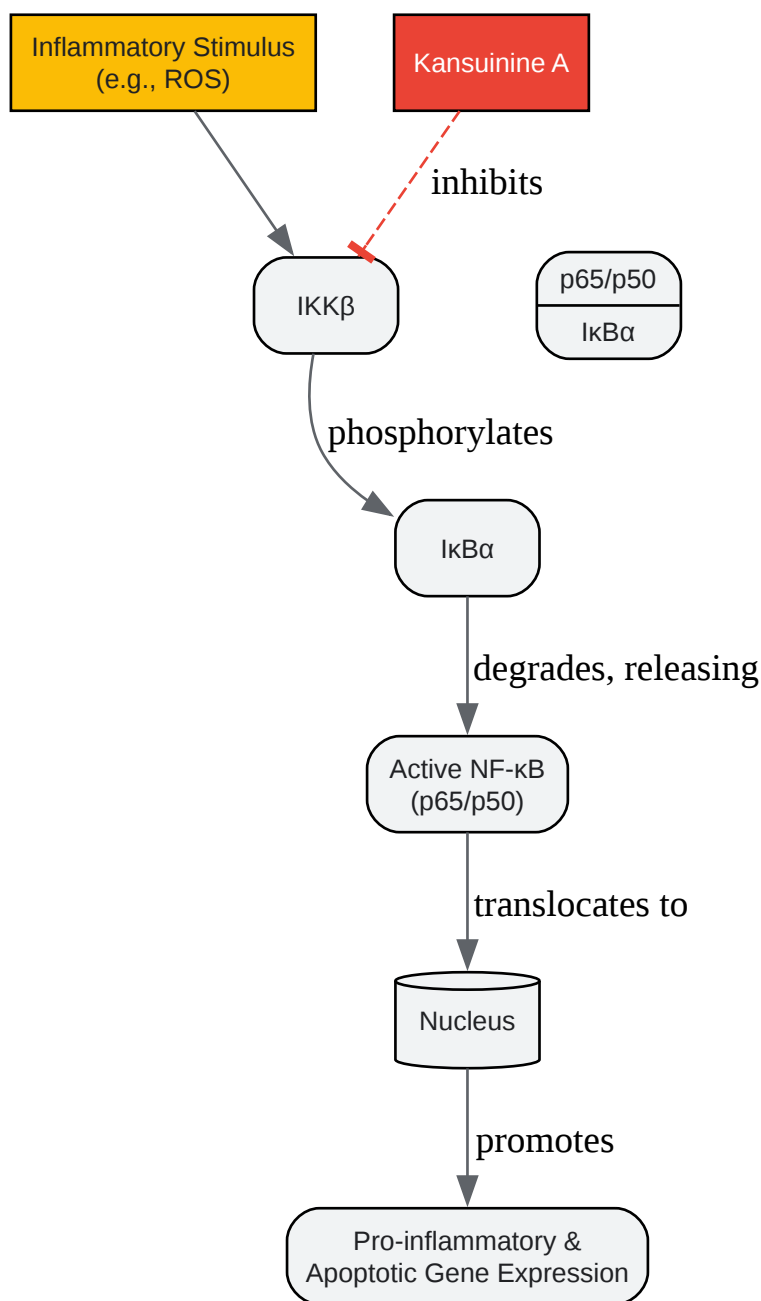 Inflammatory Stimulus
(e.g., ROS)
Kansuinine A
inhibits
IKKβ
p65/p50
IκBα
phosphorylates
IκBα
degrades, releasing
Active NF-κB
(p65/p50)
translocates to
Nucleus
promotes
Pro-inflammatory &
Apoptotic Gene Expression